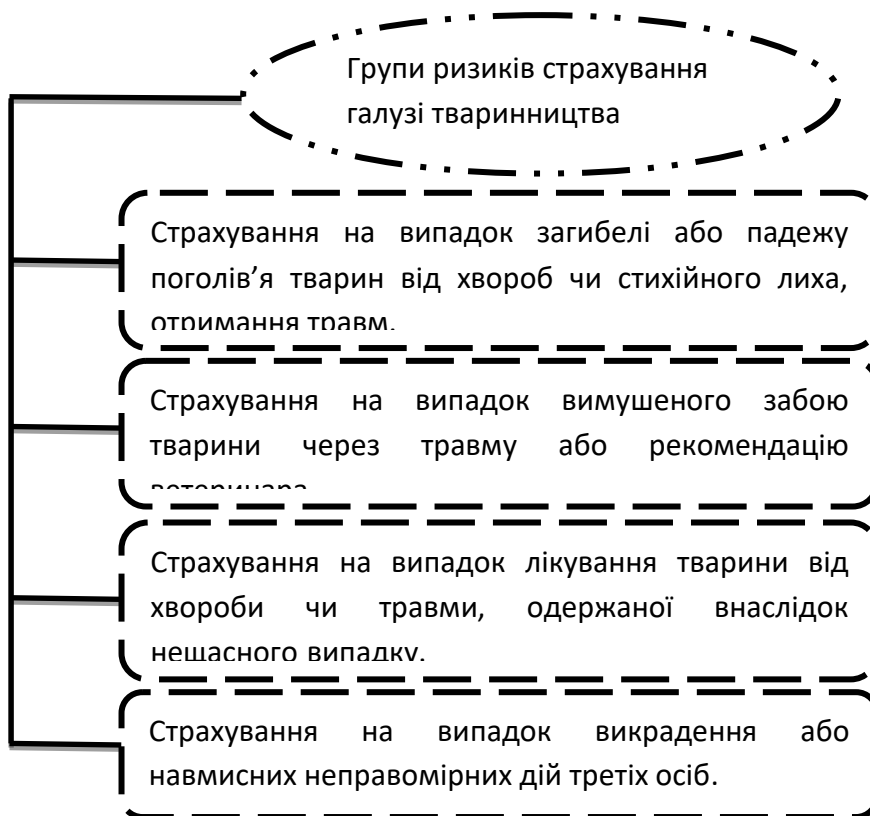 Групи ризиків страхування
галузі тваринництва
Страхування на випадок загибелі або падежу
поголів’я тварин від хвороб чи стихійного лиха,
отримання травм.
Страхування на випадок вимушеного забою
тварини через травму або рекомендацію
ветеринара
Страхування на випадок лікування тварини від
хвороби чи травми, одержаної внаслідок
нещасного випадку.
Страхування на випадок викрадення або
навмисних неправомірних дій третіх осіб.